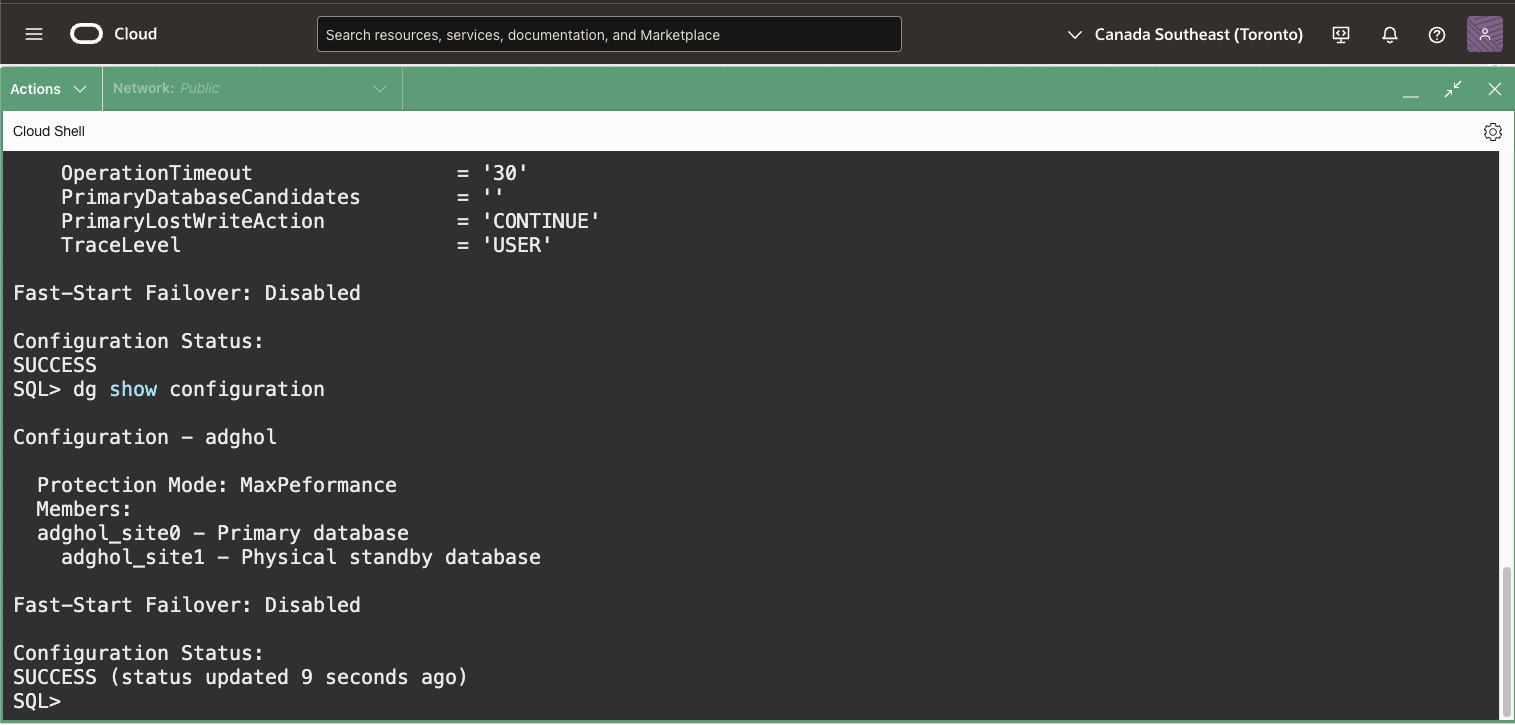 Cloud
Search resources, services, documentation, and Marketplace
Canada Southeast (Toronto)
Actions
Network: Public
Cloud Shell
    OperationTimeout                 = '30'
    PrimaryDatabaseCandidates        = ''
    PrimaryLostWriteAction           = 'CONTINUE'
    TraceLevel                       = 'USER'
Fast-Start Failover: Disabled
Configuration Status:
SUCCESS
SQL> dg show configuration
Configuration - adghol
  Protection Mode: MaxPeformance
  Members:
  adghol_site0 - Primary database
    adghol_site1 - Physical standby database
Fast-Start Failover: Disabled
Configuration Status:
SUCCESS (status updated 9 seconds ago)
SQL>